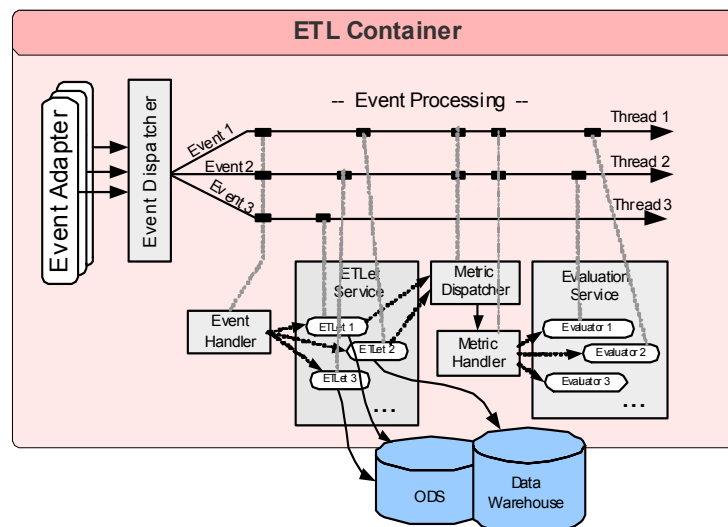 ETL Container
-- Event Processing --
Event Adapter
Event Dispatcher
Event 1
Event 2
Event 3
Thread 1
Thread 2
Thread 3
ETLet
Service
Metric
Dispatcher
Evaluation
Service
Event
Handler
ETLet 1
ETLet 2
ETLet 3
...
Metric
Handler
Evaluator 1
Evaluator 2
Evaluator 3
...
ODS
Data
Warehouse